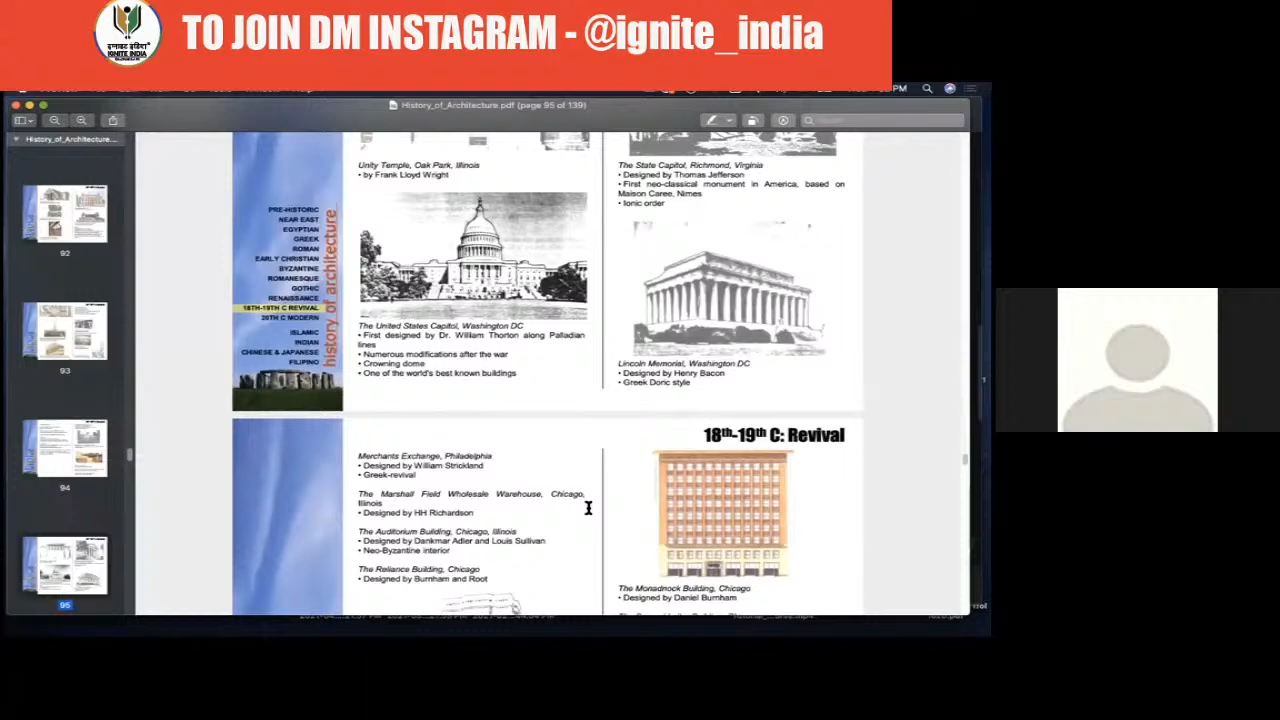 TO JOIN DM INSTAGRAM - @ignite_india
इग्नाइट इंडिया
IGNITE INDIA
PM
History_of_Architecture.pdf (page 95 of 139)
History_of_Architecture....
92
93
94
95
PRE-HISTORIC
NEAR EAST
EGYPTIAN
GREEK
ROMAN
EARLY CHRISTIAN
BYZANTINE
ROMANESQUE
GOTHIC
RENAISSANCE
18TH-19TH C REVIVAL
20TH C MODERN
ISLAMIC
INDIAN
CHINESE & JAPANESE
FILIPINO
history of architecture
Unity Temple, Oak Park, Illinois
• by Frank Lloyd Wright
The United States Capitol, Washington DC
• First designed by Dr. William Thorton along Palladian
lines
• Numerous modifications after the war
• Crowning dome
• One of the world's best known buildings
The State Capitol, Richmond, Virginia
• Designed by Thomas Jefferson
• First neo-classical monument in America, based on
Maison Caree, Nimes
• Ionic order
Lincoln Memorial, Washington DC
• Designed by Henry Bacon
• Greek Doric style
18th-19th C: Revival
Merchants Exchange, Philadelphia
• Designed by William Strickland
• Greek-revival
The Marshall Field Wholesale Warehouse, Chicago,
Illinois
• Designed by HH Richardson
The Auditorium Building, Chicago, Illinois
• Designed by Dankmar Adler and Louis Sullivan
• Neo-Byzantine interior
The Reliance Building, Chicago
• Designed by Burnham and Root
The Monadnock Building, Chicago
• Designed by Daniel Burnham